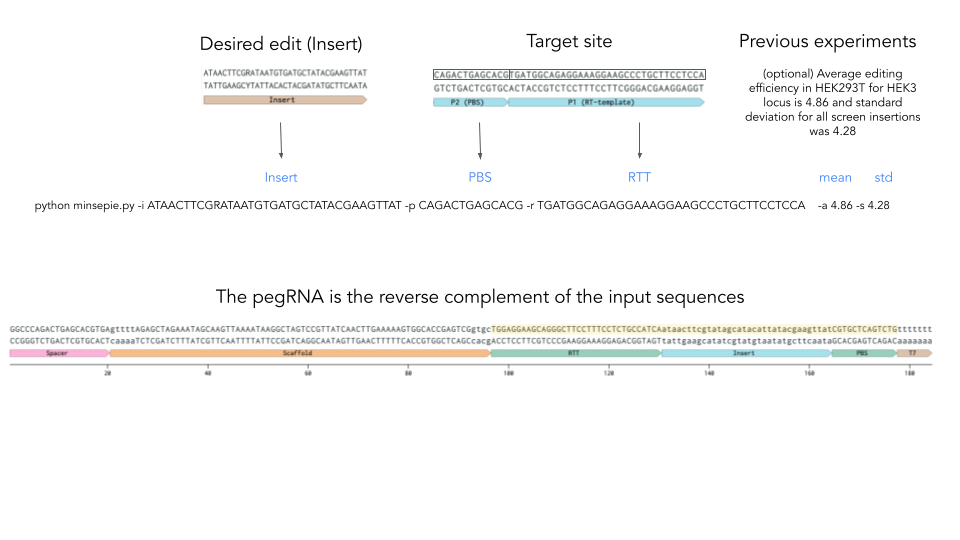 Desired edit (Insert)
Target site
Previous experiments
ATAACTTCGRATAATGTGATGCTATACGAAGTTAT
TATTGAAGCYTATTACACTACGATATGCTTCAATA
Insert
CAGACTGAGCACGTGATGGCAGAGGAAAGGAAGCCCTGCTTCCTCCA
GTCTGACTCGTGCACTACCGTCTCCTTTCCTTCGGGACGAAGGAGGT
P2 (PBS)
P1 (RT-template)
(optional) Average editing
efficiency in HEK293T for HEK3
locus is 4.86 and standard
deviation for all screen insertions
was 4.28
Insert
PBS
RTT
mean
std
python minsepie.py -i ATAACTTCGRATAATGTGATGCTATACGAAGTTAT -p CAGACTGAGCACG -r TGATGGCAGAGGAAAGGAAGCCCTGCTTCCTCCA -a 4.86 -s 4.28
The pegRNA is the reverse complement of the input sequences
GGCCCAGACTGAGCACGTGAgttttAGAGCTAGAAATAGCAAGTTAAAATAAGGCTAGTCCGTTATCAACTTGAAAAAGTGGCACCGAGTCGgtgcTGGAGGAAGCAGGGCTTCCTTTCCTCTGCCATCAataacttcgtatagcatacattatacgaagttatCGTGCTCAGTCTGttttttt
CCGGGTCTGACTCGTGCACTcaaaaTCTCGATCTTTATCGTTCAATTTTATTCCGATCAGGCAATAGTTGAACTTTTTCACCGTGGCTCAGCcacgACCTCCTTCGTCCCGAAGGAAAGGAGACGGTAGTtattgaagcatatcgtatgtaatatgcttcaataGCACGAGTCAGACaaaaaaa
Spacer
Scaffold
RTT
Insert
PBS
T7
20
40
60
80
100
120
140
160
180